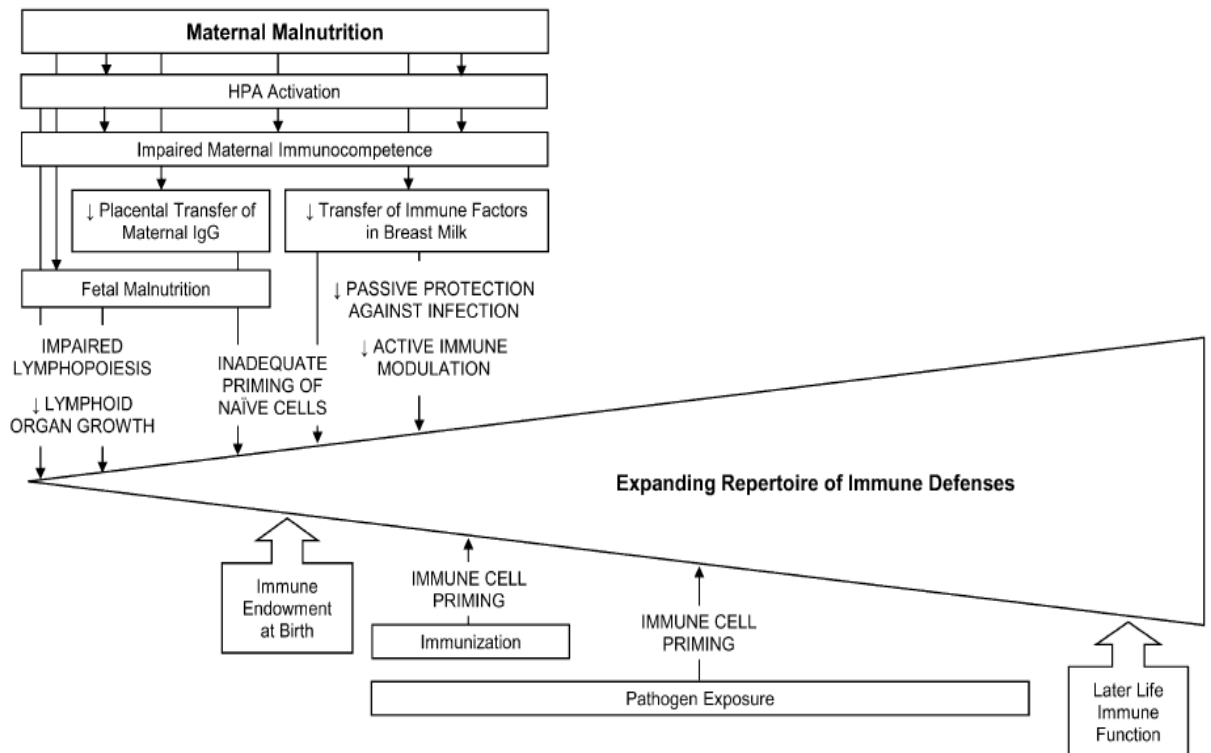 Maternal Malnutrition
HPA Activation
Impaired Maternal Immunocompetence
↓ Placental Transfer of
Maternal IgG
↓ Transfer of Immune Factors
in Breast Milk
Fetal Malnutrition
↓ PASSIVE PROTECTION
AGAINST INFECTION
↓ ACTIVE IMMUNE
MODULATION
IMPAIRED
LYMPHOPOIESIS
↓ LYMPHOID
ORGAN GROWTH
INADEQUATE
PRIMING OF
NAÏVE CELLS
Expanding Repertoire of Immune Defenses
Immune
Endowment
at Birth
IMMUNE CELL
PRIMING
Immunization
IMMUNE CELL
PRIMING
Pathogen Exposure
Later Life
Immune
Function